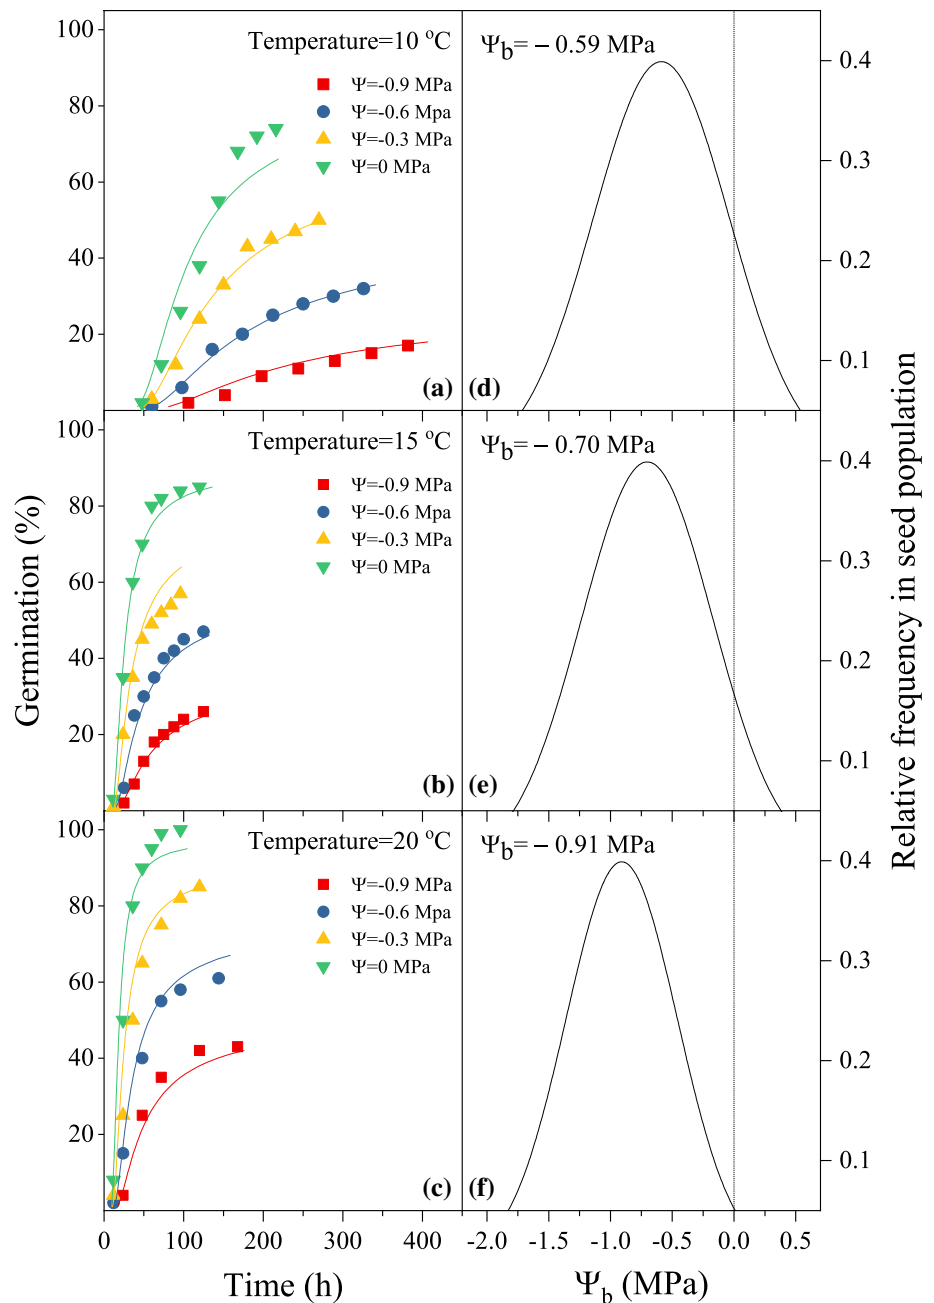 Germination (%)
100
80
60
40
20
Temperature=10 °C
Ψ=-0.9 MPa
Ψ=-0.6 Mpa
Ψ=-0.3 MPa
Ψ=0 MPa
(a)
Ψb= – 0.59 MPa
(d)
0.4
0.3
0.2
0.1
100
80
60
40
20
Temperature=15 °C
Ψ=-0.9 MPa
Ψ=-0.6 Mpa
Ψ=-0.3 MPa
Ψ=0 MPa
(b)
Ψb= – 0.70 MPa
(e)
0.4
0.3
0.2
0.1
100
80
60
40
20
Temperature=20 °C
Ψ=-0.9 MPa
Ψ=-0.6 Mpa
Ψ=-0.3 MPa
Ψ=0 MPa
(c)
Ψb= – 0.91 MPa
(f)
0.4
0.3
0.2
0.1
Relative frequency in seed population
0 100 200 300 400
Time (h)
-2.0 -1.5 -1.0 -0.5 0.0 0.5
Ψb (MPa)